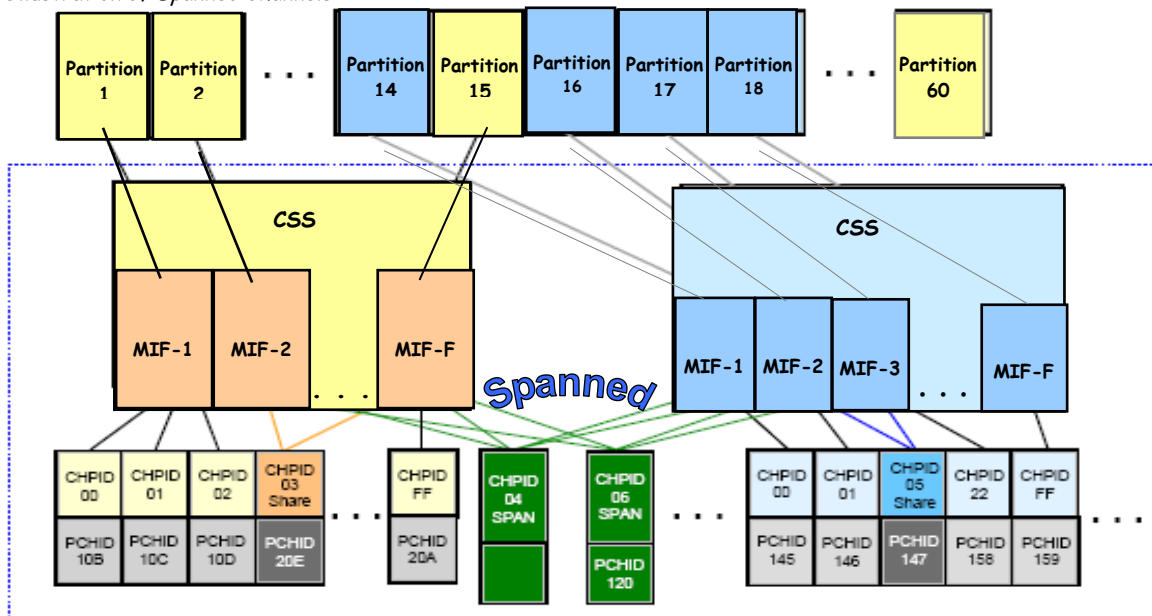 Partition 1
Partition 2
. . .
Partition 14
Partition 15
Partition 16
Partition 17
Partition 18
. . .
Partition 60
CSS
CSS
MIF-1
MIF-2
. . .
MIF-F
Spanned
MIF-1
MIF-2
MIF-3
. . .
MIF-F
CHPID 00
CHPID 01
CHPID 02
CHPID 03 Share
. . .
CHPID FF
CHPID 04 SPAN
CHPID 06 SPAN
. . .
CHPID 00
CHPID 01
CHPID 05 Share
CHPID 22
CHPID FF
. . .
PCHID 10B
PCHID 10C
PCHID 10D
PCHID 20E
PCHID 20A
PCHID 120
PCHID 145
PCHID 146
PCHID 147
PCHID 158
PCHID 159